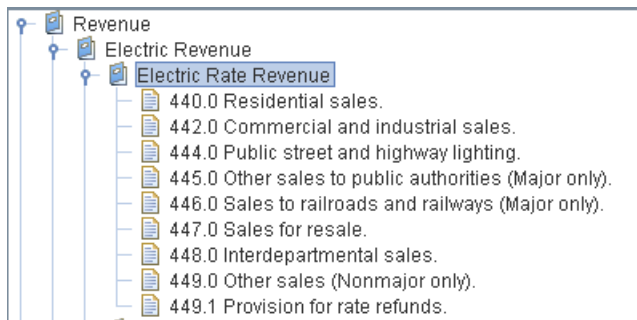 Revenue
Electric Revenue
Electric Rate Revenue
440.0 Residential sales.
442.0 Commercial and industrial sales.
444.0 Public street and highway lighting.
445.0 Other sales to public authorities (Major only).
446.0 Sales to railroads and railways (Major only).
447.0 Sales for resale.
448.0 Interdepartmental sales.
449.0 Other sales (Nonmajor only).
449.1 Provision for rate refunds.